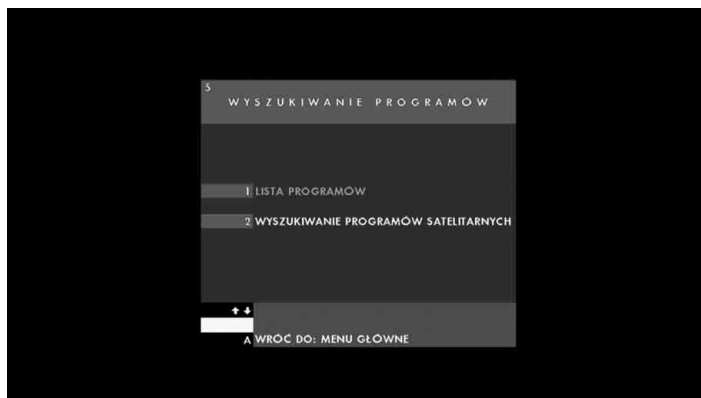 5
WYSZUKIWANIE PROGRAMÓW
1 LISTA PROGRAMÓW
2 WYSZUKIWANIE PROGRAMÓW SATELITARNYCH
A WRÓĆ DO: MENU GŁÓWNE